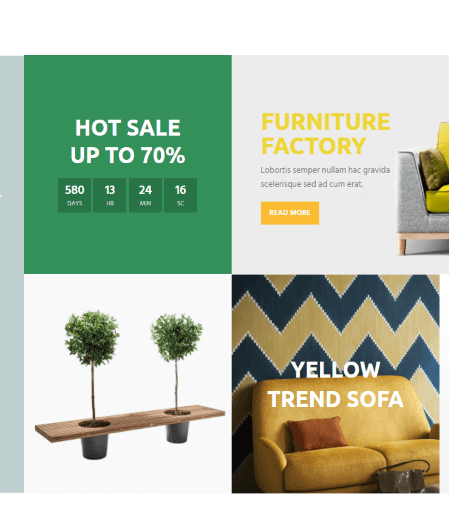 HOT SALE
UP TO 70%
580 13 24 16
DAYS HR MIN SC
FURNITURE
FACTORY
Lobortis semper nullam hac gravida
scelerisque sed ad cum erat.
READ MORE
YELLOW
TREND SOFA